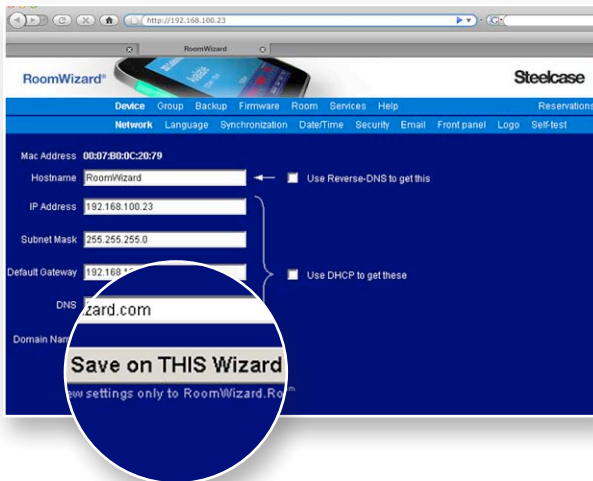 http://192.168.100.23
RoomWizard
RoomWizard® Steelcase
Device Group Backup Firmware Room Services Help Reservations
Network Language Synchronization Date/Time Security Email Front panel Logo Self-test
Mac Address 00:07:B0:0C:20:79
Hostname RoomWizard Use Reverse-DNS to get this
IP Address 192.168.100.23
Subnet Mask 255.255.255.0
Default Gateway 192.168 Use DHCP to get these
DNS zard.com
Domain Nam
Save on THIS Wizard
ew settings only to RoomWizard.Ro